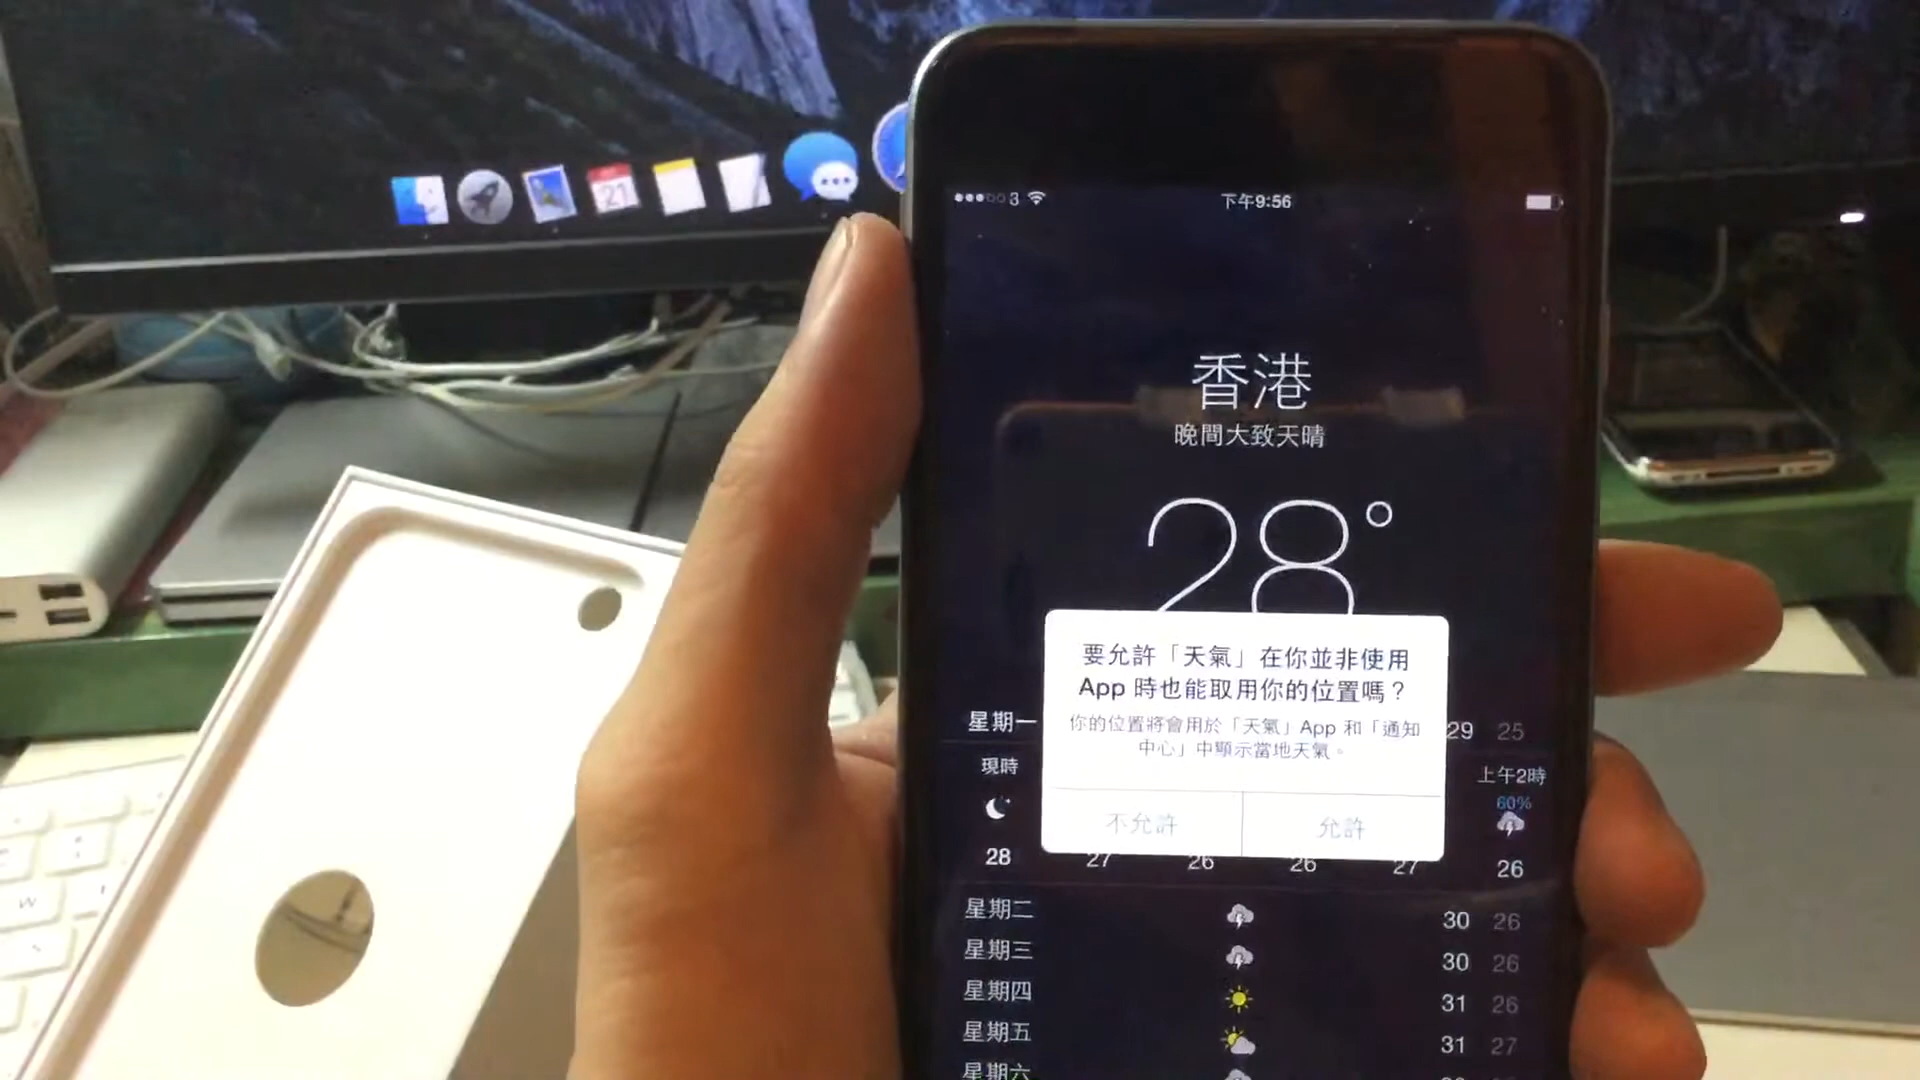 21
3
下午9:56
香港
晚間大致天晴
28°
要允許「天氣」在你並非使用
App 時也能取用你的位置嗎？
你的位置將會用於「天氣」App 和「通知
中心」中顯示當地天氣。
不允許 允許
星期一 29 25
現時 上午2時
60%
28 27 26 26 27 26
星期二 30 26
星期三 30 26
星期四 31 26
星期五 31 27
星期六
W